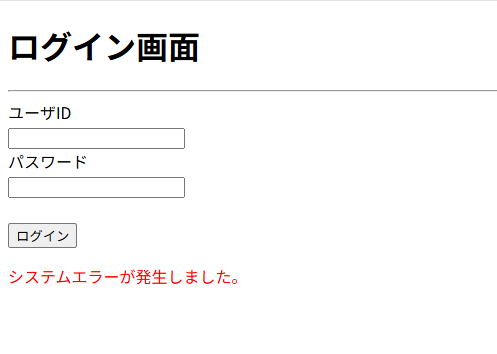 ログイン画面
ユーザID
パスワード
ログイン
システムエラーが発生しました。